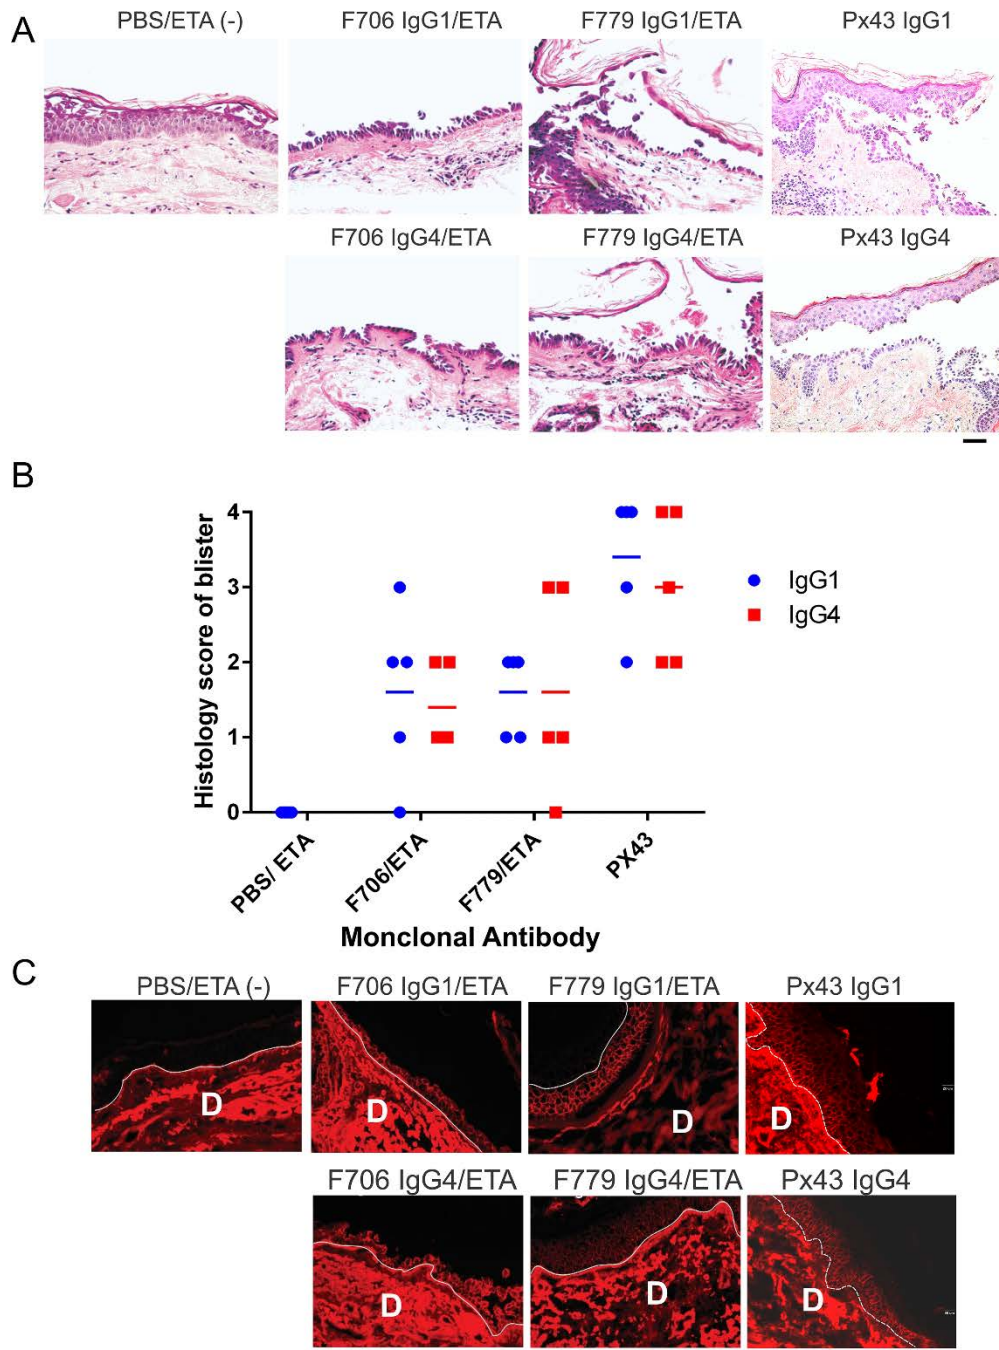 A
PBS/ETA (-)
F706 IgG1/ETA
F779 IgG1/ETA
Px43 IgG1
F706 IgG4/ETA
F779 IgG4/ETA
Px43 IgG4
B
Histology score of blister
4
3
2
1
0
IgG1
IgG4
PBS/ ETA
F706/ETA
F779/ETA
PX43
Monclonal Antibody
C
PBS/ETA (-)
F706 IgG1/ETA
F779 IgG1/ETA
Px43 IgG1
D
D
D
D
F706 IgG4/ETA
F779 IgG4/ETA
Px43 IgG4
D
D
D